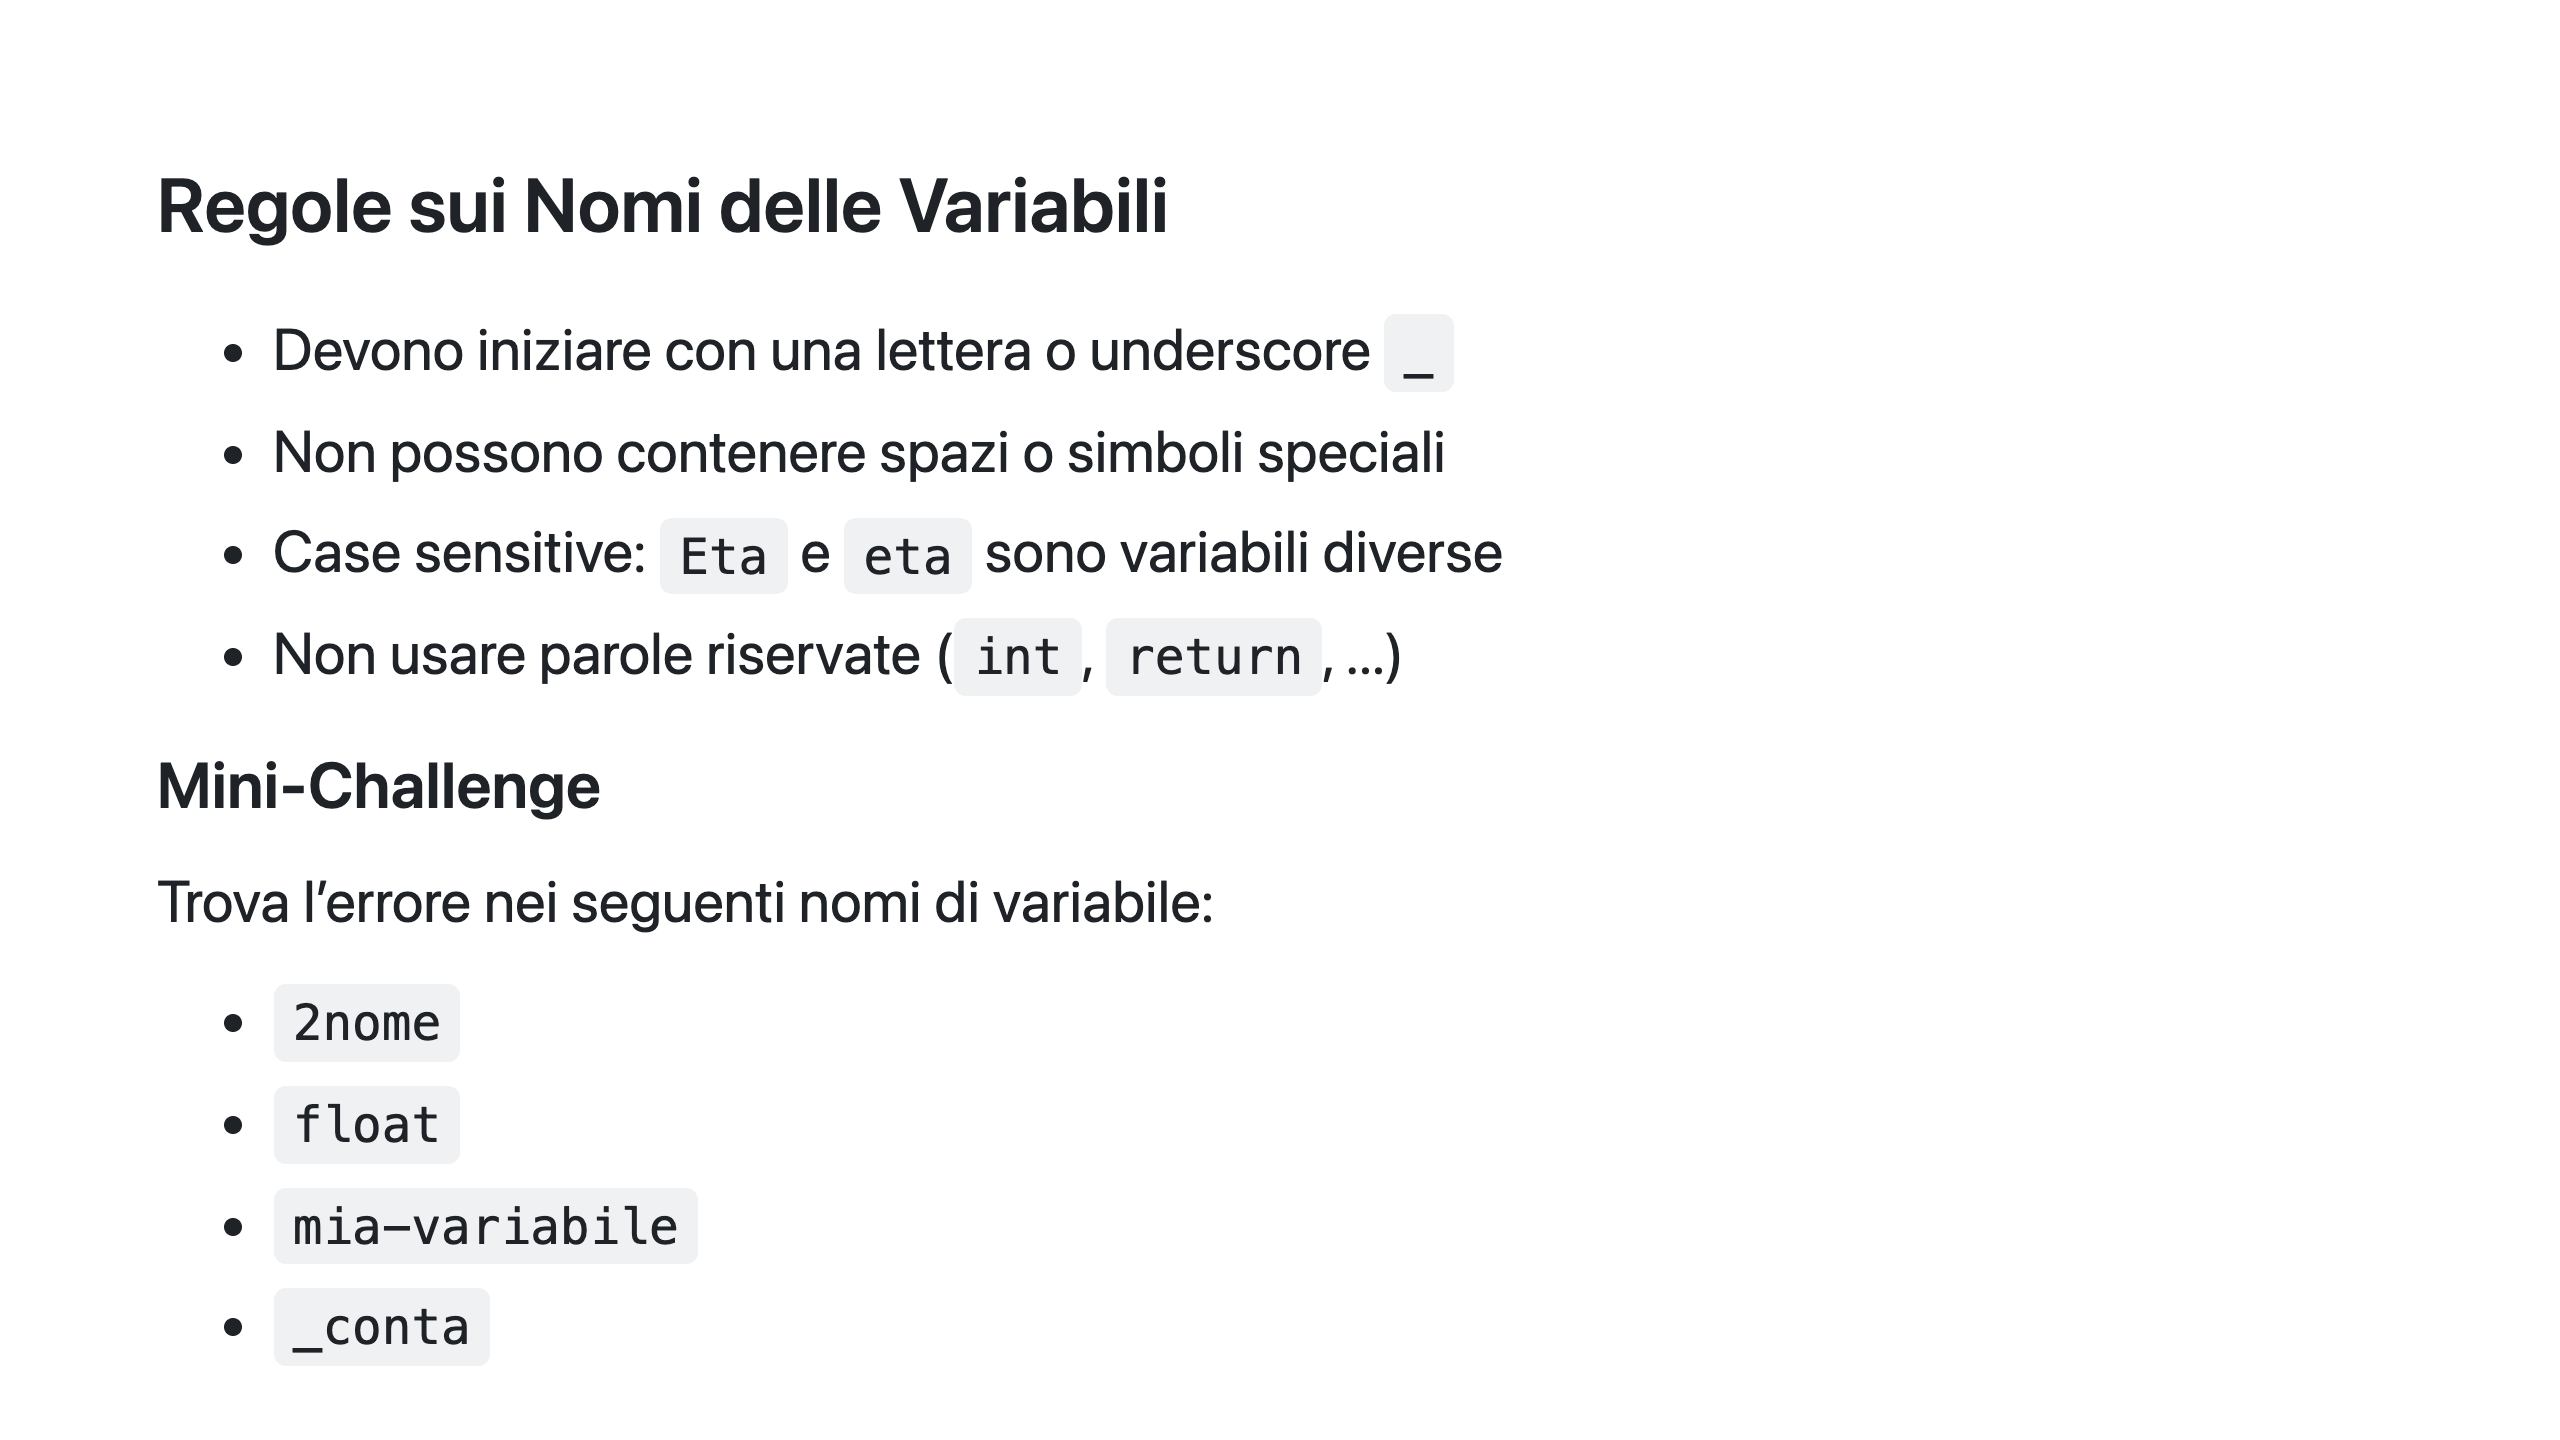 Regole sui Nomi delle Variabili
• Devono iniziare con una lettera o underscore _
• Non possono contenere spazi o simboli speciali
• Case sensitive: Eta e eta sono variabili diverse
• Non usare parole riservate (int, return, ...)
Mini-Challenge
Trova l’errore nei seguenti nomi di variabile:
• 2nome
• float
• mia-variabile
• _conta